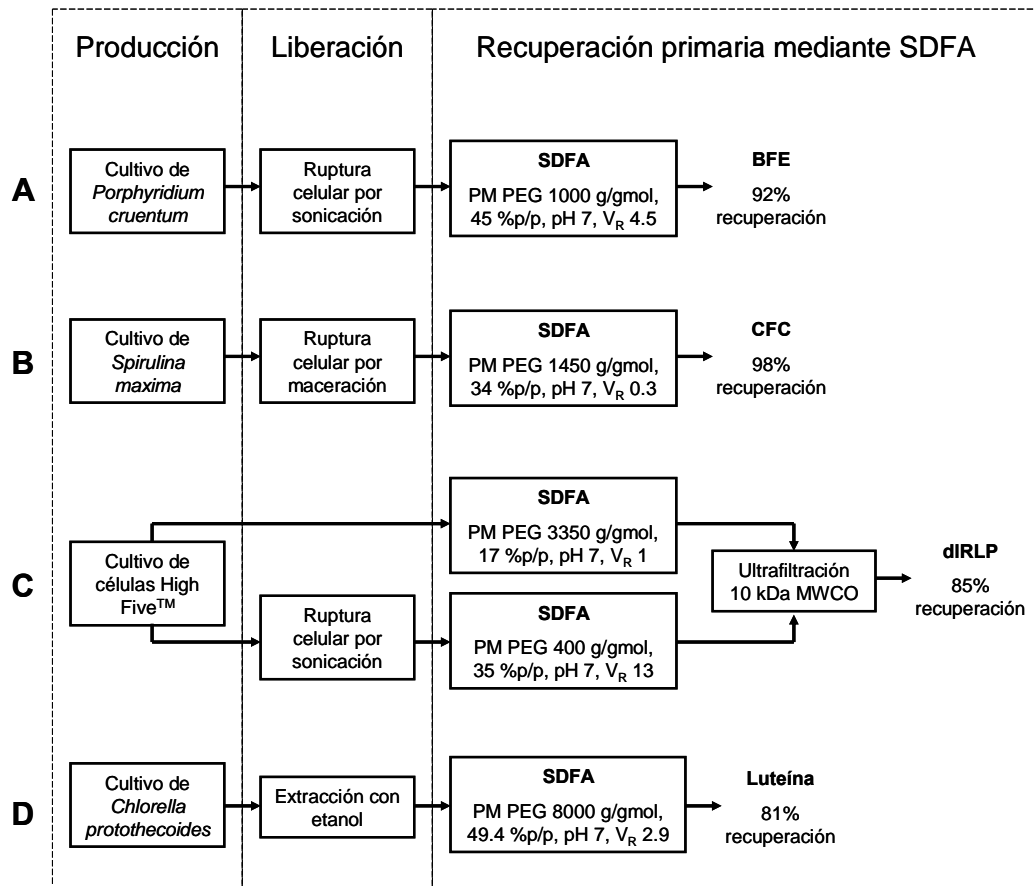 Producción
Liberación
Recuperación primaria mediante SDFA
A
Cultivo de
Porphyridium
cruentum
Ruptura
celular por
sonicación
SDFA
PM PEG 1000 g/gmol,
45 %p/p, pH 7, VR 4.5
BFE
92%
recuperación
B
Cultivo de
Spirulina
maxima
Ruptura
celular por
maceración
SDFA
PM PEG 1450 g/gmol,
34 %p/p, pH 7, VR 0.3
CFC
98%
recuperación
C
Cultivo de
células High
Five™
SDFA
PM PEG 3350 g/gmol,
17 %p/p, pH 7, VR 1
Ruptura
celular por
sonicación
SDFA
PM PEG 400 g/gmol,
35 %p/p, pH 7, VR 13
Ultrafiltración
10 kDa MWCO
dIRLP
85%
recuperación
D
Cultivo de
Chlorella
protothecoides
Extracción con
etanol
SDFA
PM PEG 8000 g/gmol,
49.4 %p/p, pH 7, VR 2.9
Luteína
81%
recuperación